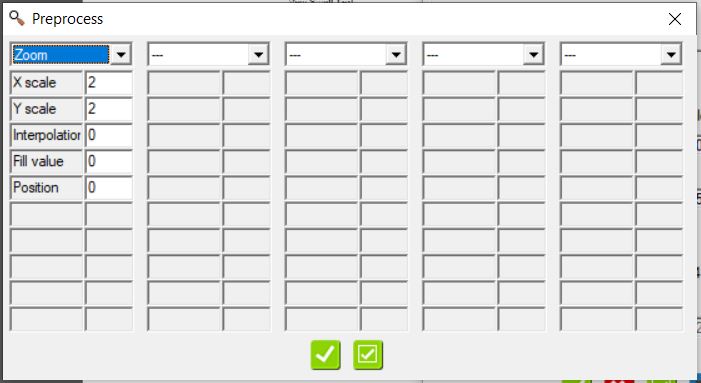 Preprocess
Zoom --- --- --- ---
X scale 2
Y scale 2
Interpolation 0
Fill value 0
Position 0